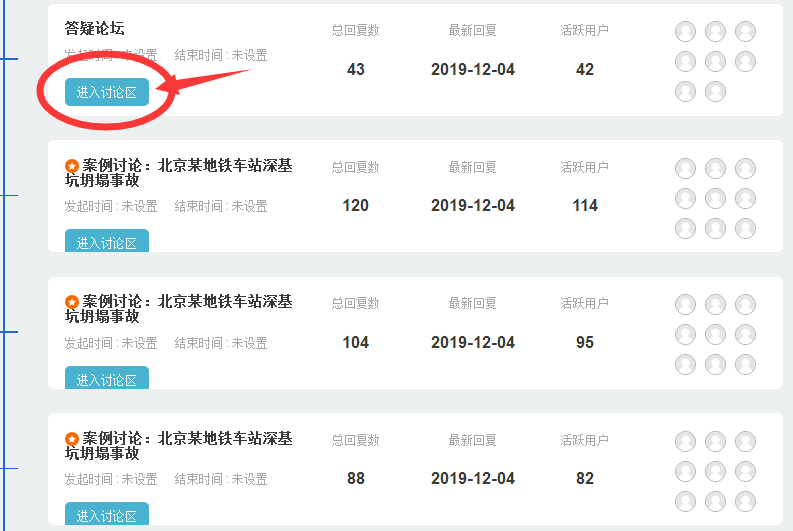 答疑论坛
总回复数
最新回复
活跃用户
发起时间 : 未设置 结束时间 : 未设置
43
2019-12-04
42
进入讨论区
案例讨论：北京某地铁车站深基
坑坍塌事故
总回复数
最新回复
活跃用户
发起时间 : 未设置 结束时间 : 未设置
120
2019-12-04
114
进入讨论区
案例讨论：北京某地铁车站深基
坑坍塌事故
总回复数
最新回复
活跃用户
发起时间 : 未设置 结束时间 : 未设置
104
2019-12-04
95
进入讨论区
案例讨论：北京某地铁车站深基
坑坍塌事故
总回复数
最新回复
活跃用户
发起时间 : 未设置 结束时间 : 未设置
88
2019-12-04
82
进入讨论区